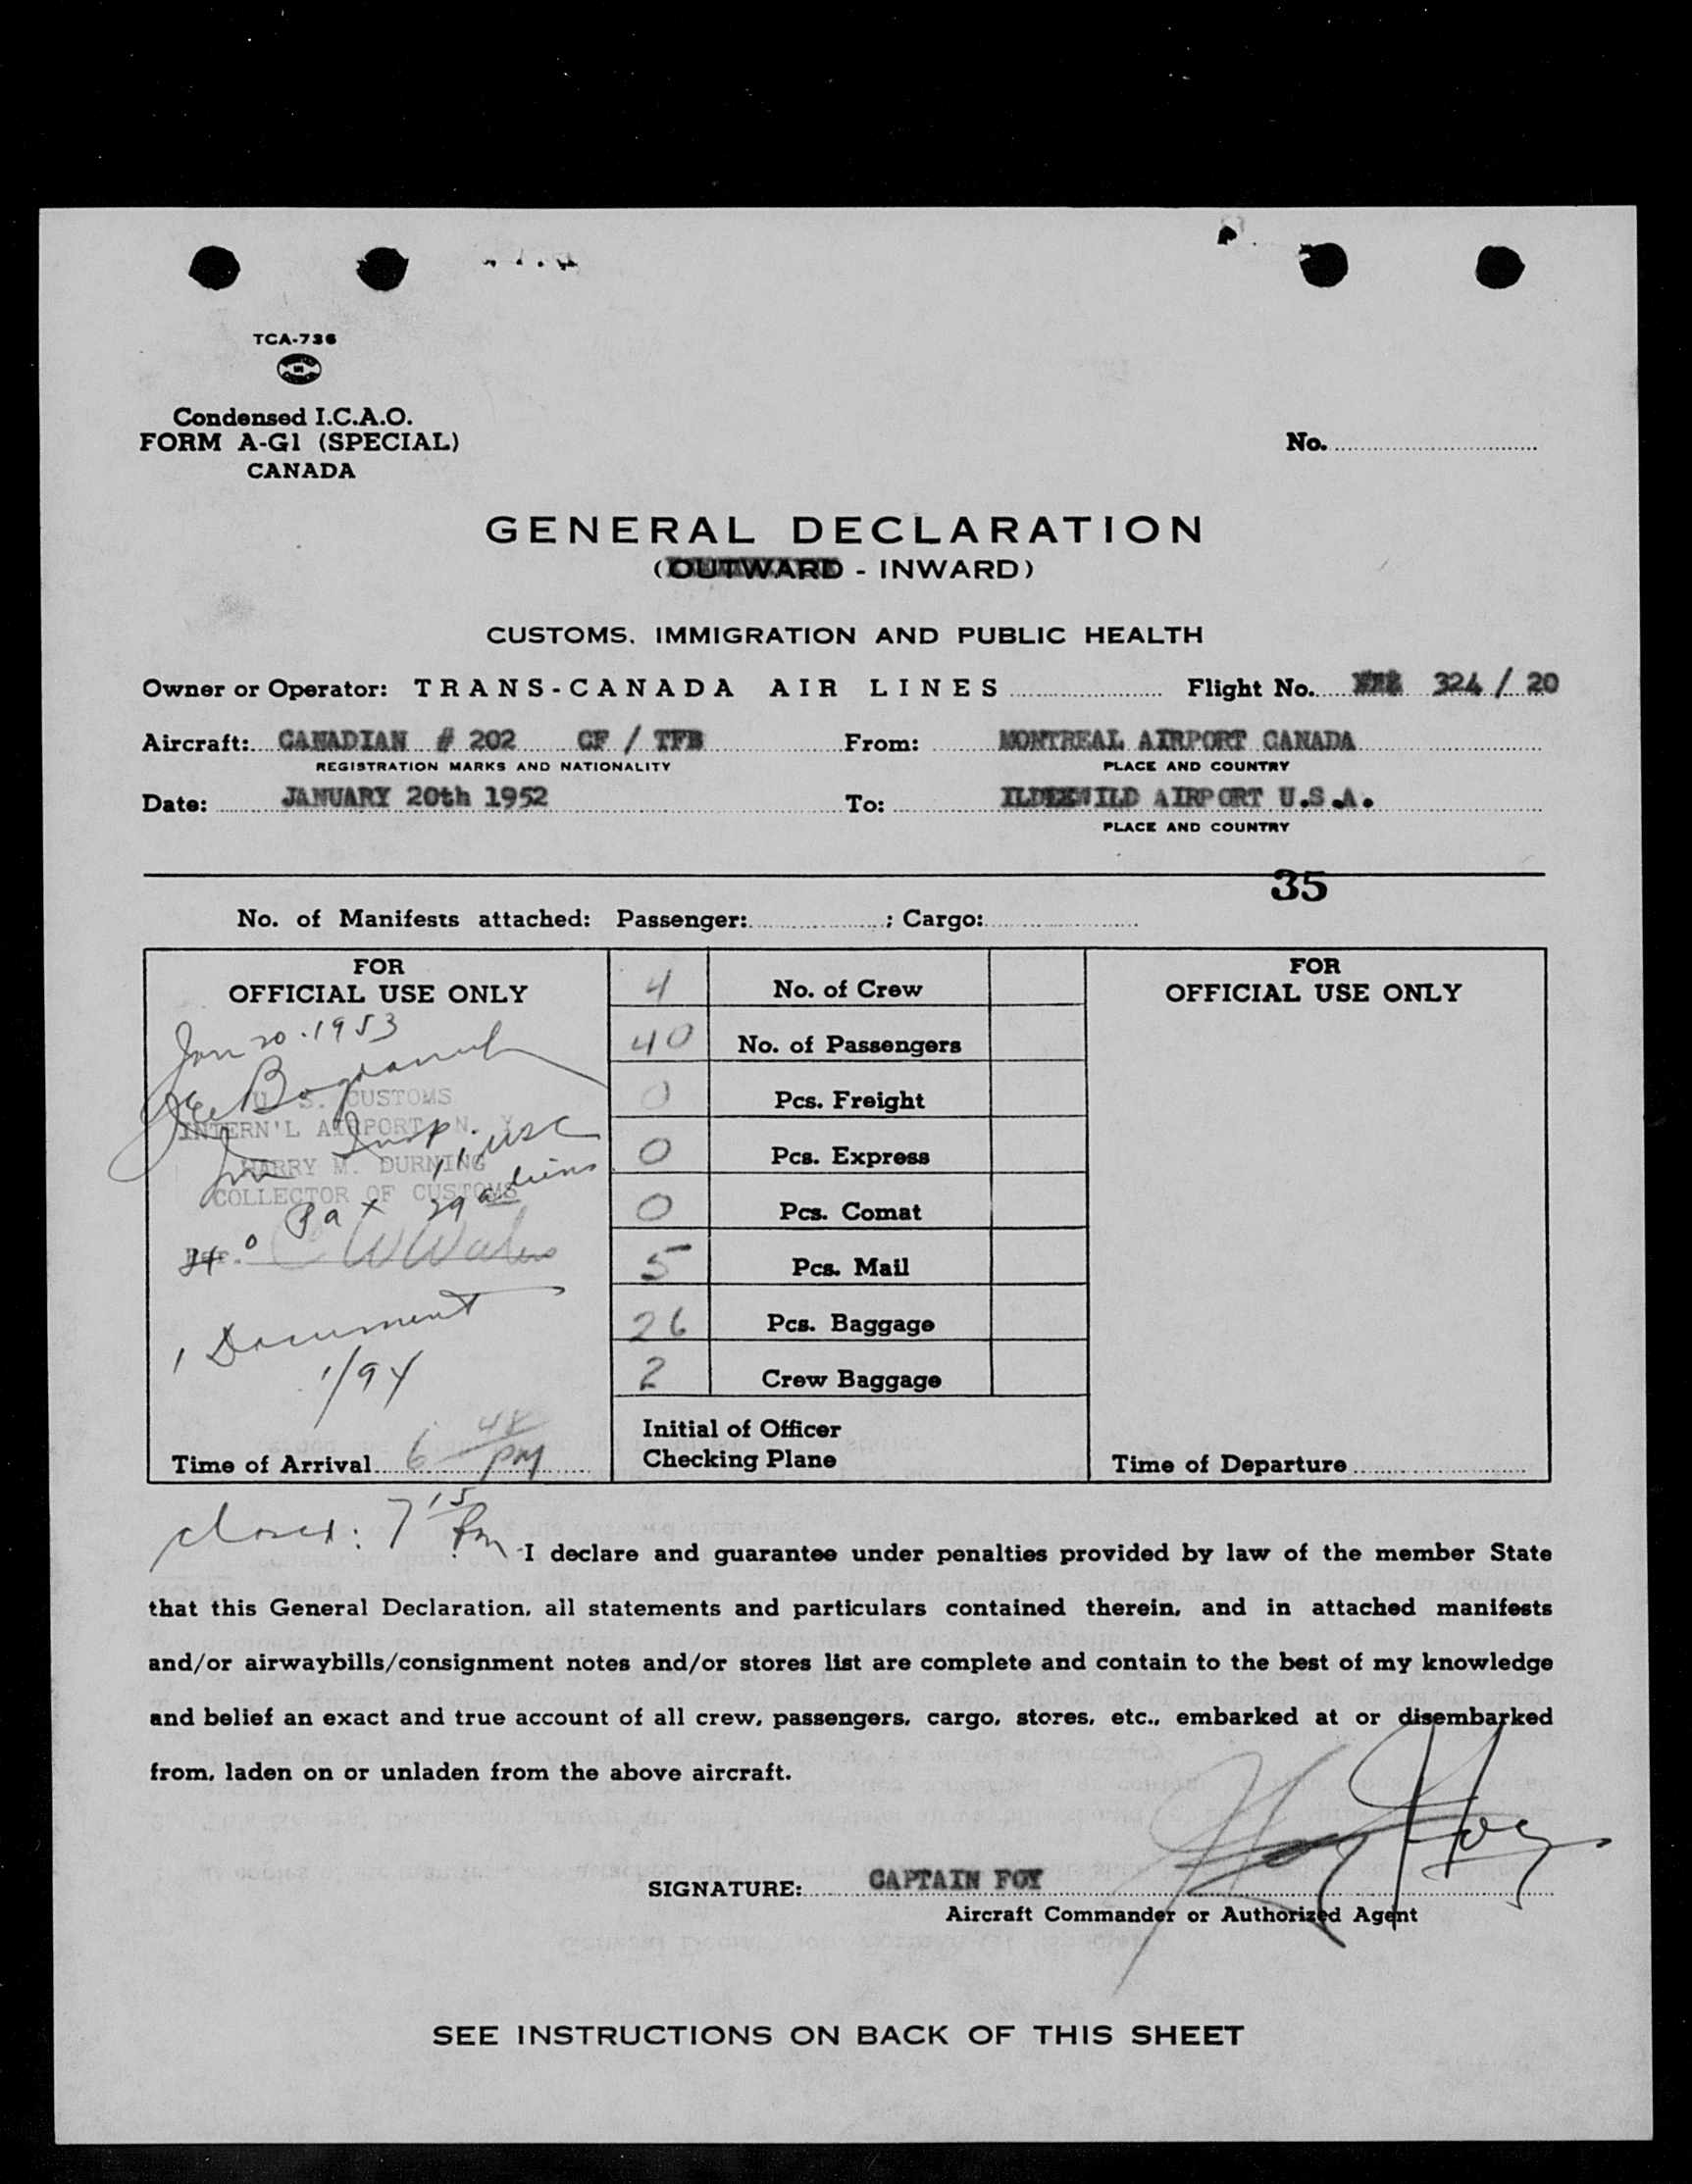 TCA-736
Condensed I.C.A.O.
FORM A-G1 (SPECIAL)
CANADA
No.
GENERAL DECLARATION
(OUTWARD - INWARD)
CUSTOMS, IMMIGRATION AND PUBLIC HEALTH
Owner or Operator: TRANS-CANADA AIR LINES Flight No. 324 / 20
Aircraft: CANADIAN # 202 CF / TFB From: MONTREAL AIRPORT CANADA
REGISTRATION MARKS AND NATIONALITY PLACE AND COUNTRY
Date: JANUARY 20th 1952 To: AIRPORT U.S.A.
PLACE AND COUNTRY
35
No. of Manifests attached: Passenger: ; Cargo:
FOR
OFFICIAL USE ONLY
Jan 20. 1953
U. S. CUSTOMS
INTERN'L AIRPORT, N. Y.
Insp.
11 USC
HARRY M. DURNING
COLLECTOR OF CUSTOMS
Pax 29 aliens
1 Document
1/94
Time of Arrival 6 48 PM
4 No. of Crew
40 No. of Passengers
0 Pcs. Freight
0 Pcs. Express
0 Pcs. Comat
5 Pcs. Mail
26 Pcs. Baggage
2 Crew Baggage
Initial of Officer
Checking Plane
FOR
OFFICIAL USE ONLY
Time of Departure
closed: 7 15 Pm
I declare and guarantee under penalties provided by law of the member State
that this General Declaration, all statements and particulars contained therein, and in attached manifests
and/or airwaybills/consignment notes and/or stores list are complete and contain to the best of my knowledge
and belief an exact and true account of all crew, passengers, cargo, stores, etc., embarked at or disembarked
from, laden on or unladen from the above aircraft.
SIGNATURE: CAPTAIN FOY
Aircraft Commander or Authorized Agent
SEE INSTRUCTIONS ON BACK OF THIS SHEET